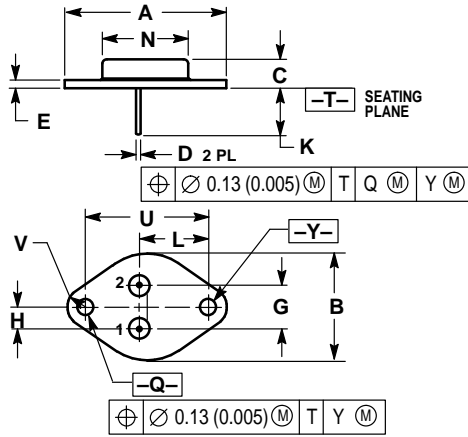 A
N
C
E
–T– SEATING PLANE
K
D 2 PL
⌖ ∅ 0.13 (0.005) Ⓜ T Q Ⓜ Y Ⓜ
U
L
V
–Y–
2
H
G
B
1
–Q–
⌖ ∅ 0.13 (0.005) Ⓜ T Y Ⓜ